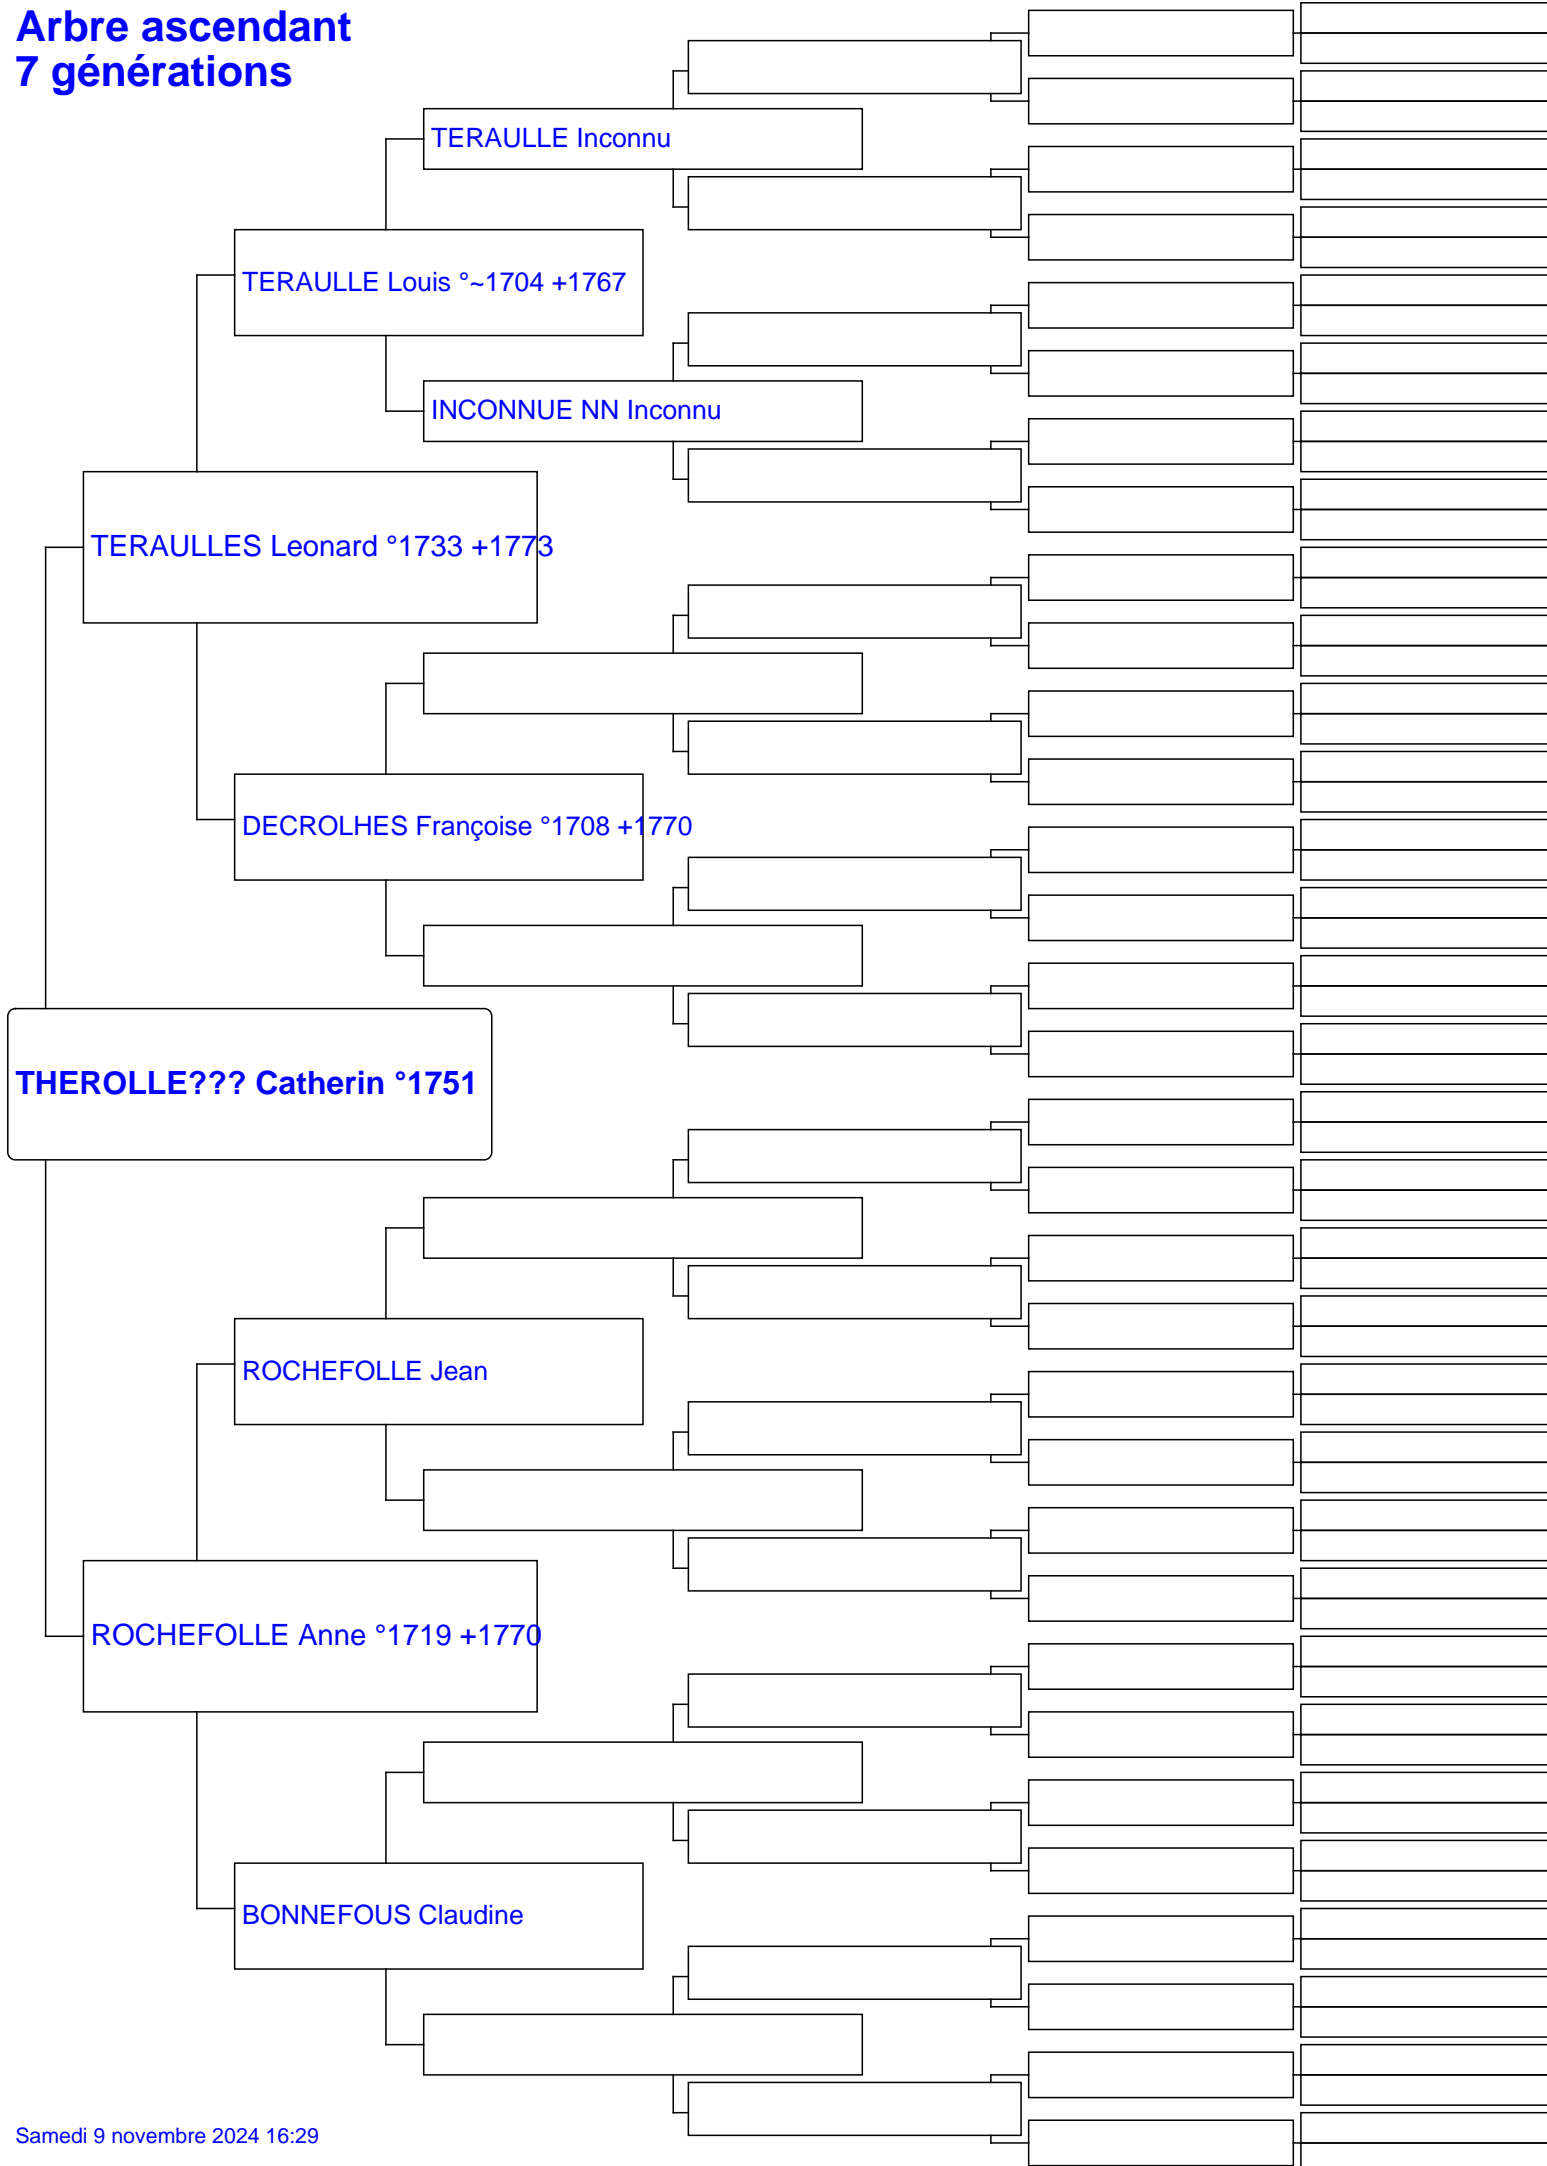 Arbre ascendant
7 générations
TERAULLE Inconnu
TERAULLE Louis °~1704 +1767
INCONNUE NN Inconnu
TERAULLES Leonard °1733 +1773
DECROLHES Françoise °1708 +1770
THEROLLE??? Catherin °1751
ROCHEFOLLE Jean
ROCHEFOLLE Anne °1719 +1770
BONNEFOUS Claudine
Samedi 9 novembre 2024 16:29